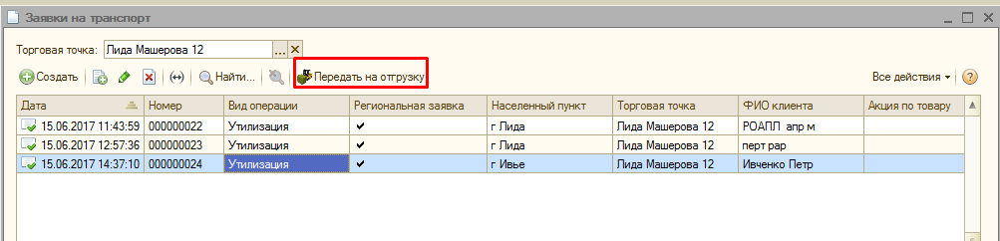 Заявки на транспорт
Торговая точка: Лида Машерова 12 ... ×
Создать (↔) Найти... Передать на отгрузку Все действия ?
Дата Номер Вид операции Региональная заявка Населенный пункт Торговая точка ФИО клиента Акция по товару
15.06.2017 11:43:59 000000022 Утилизация ✔ г Лида Лида Машерова 12 РОАПЛ апр м
15.06.2017 12:57:36 000000023 Утилизация ✔ г Лида Лида Машерова 12 перт рар
15.06.2017 14:37:10 000000024 Утилизация ✔ г Ивье Лида Машерова 12 Ивченко Петр